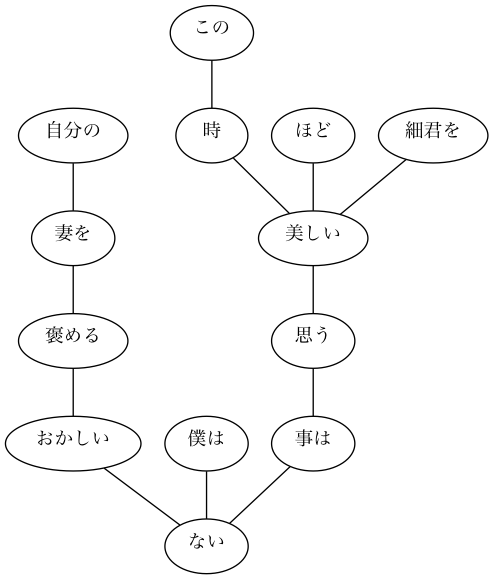 この
自分の
時
ほど
細君を
妻を
美しい
褒める
思う
おかしい
僕は
事は
ない